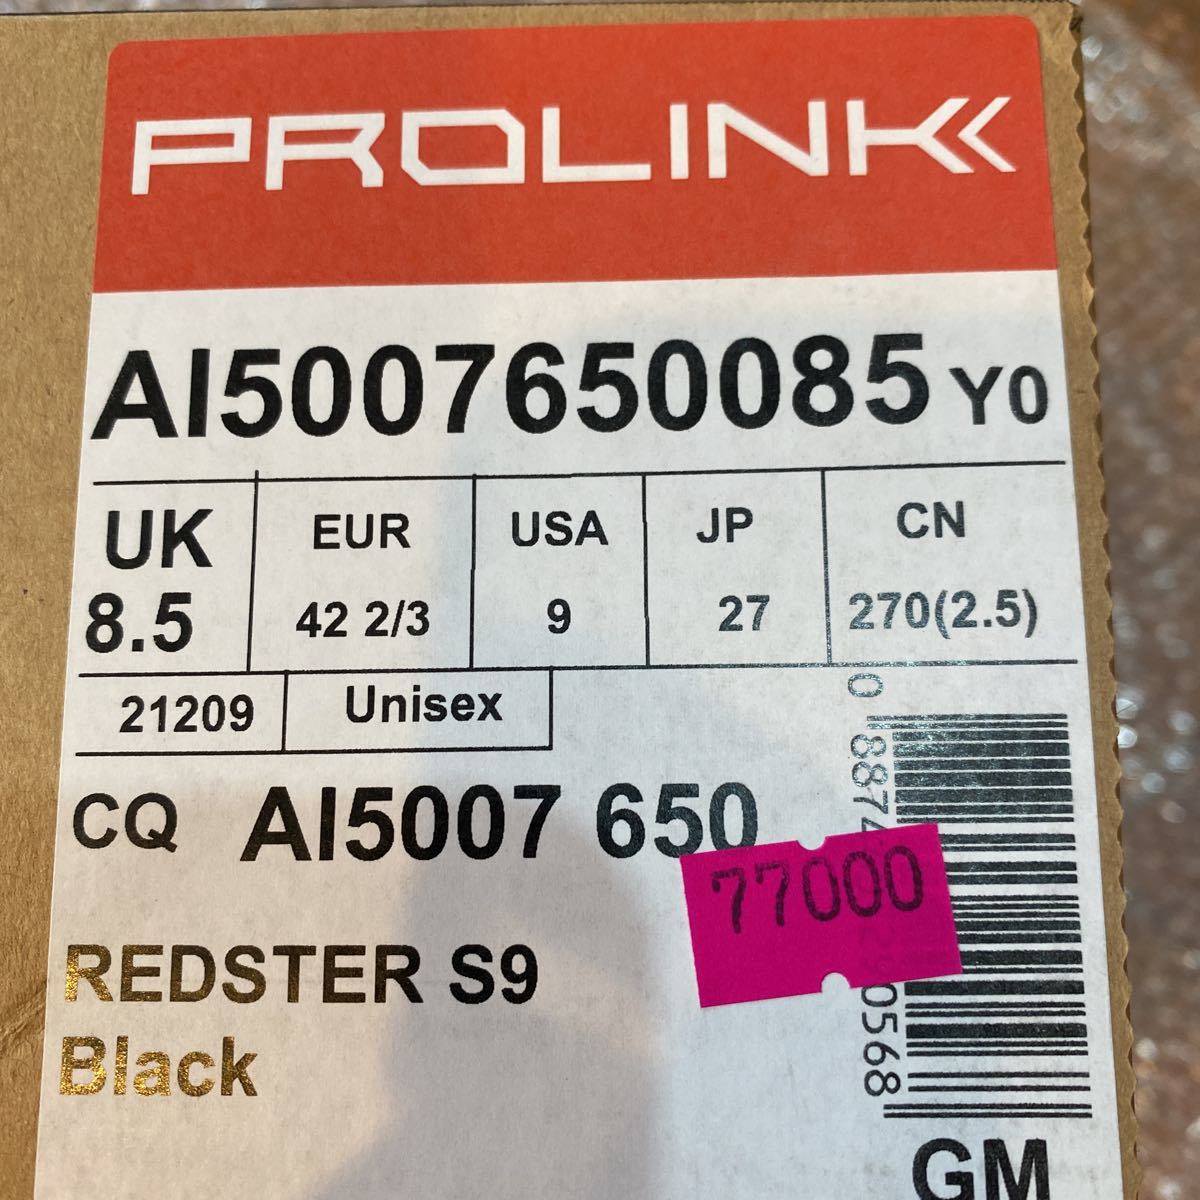 PROLINK
AI5007650085 Y0
UK EUR USA JP CN
8.5 42 2/3 9 27 270(2.5)
21209 Unisex
CQ AI5007 650
77000
REDSTER S9
Black
GM